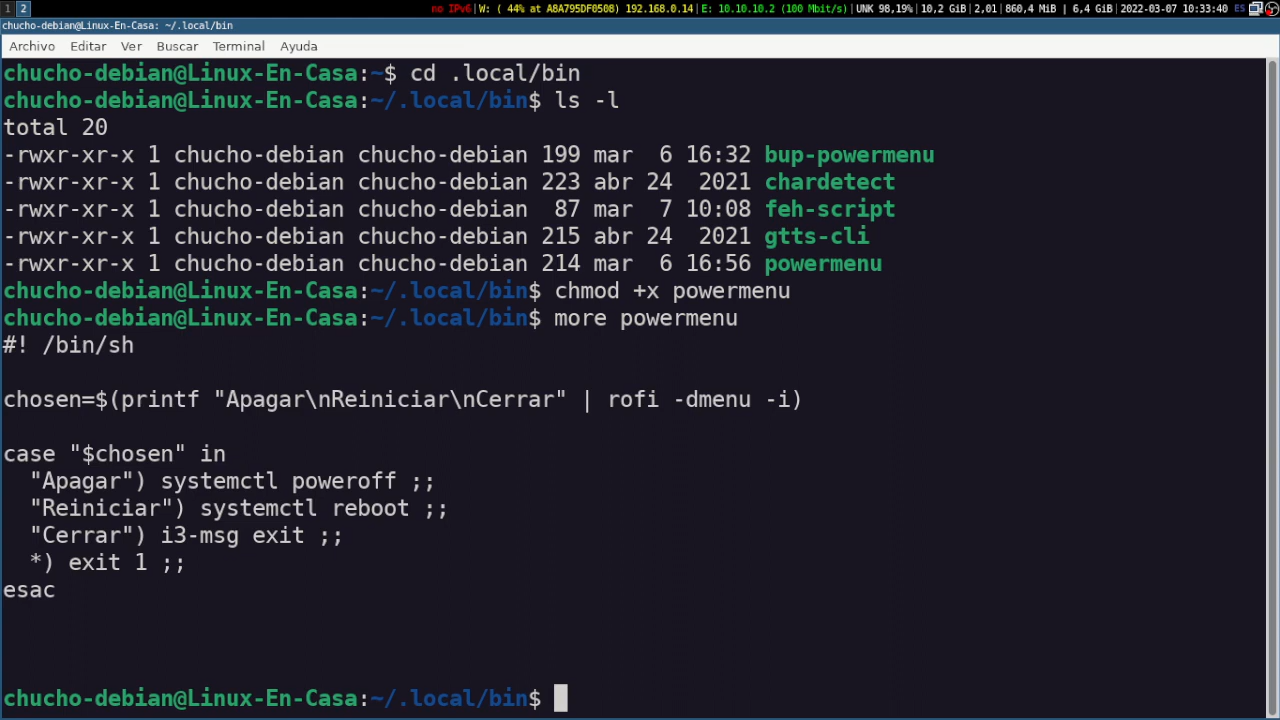 1 2 no IPv6|W: ( 44% at A8A795DF0508) 192.168.0.14|E: 10.10.10.2 (100 Mbit/s)|UNK 98,19%|10,2 GiB|2,01|860,4 MiB | 6,4 GiB|2022-03-07 10:33:40 ES
chucho-debian@Linux-En-Casa: ~/.local/bin
Archivo Editar Ver Buscar Terminal Ayuda
chucho-debian@Linux-En-Casa:~$ cd .local/bin
chucho-debian@Linux-En-Casa:~/.local/bin$ ls -l
total 20
-rwxr-xr-x 1 chucho-debian chucho-debian 199 mar  6 16:32 bup-powermenu
-rwxr-xr-x 1 chucho-debian chucho-debian 223 abr 24  2021 chardetect
-rwxr-xr-x 1 chucho-debian chucho-debian  87 mar  7 10:08 feh-script
-rwxr-xr-x 1 chucho-debian chucho-debian 215 abr 24  2021 gtts-cli
-rwxr-xr-x 1 chucho-debian chucho-debian 214 mar  6 16:56 powermenu
chucho-debian@Linux-En-Casa:~/.local/bin$ chmod +x powermenu
chucho-debian@Linux-En-Casa:~/.local/bin$ more powermenu
#! /bin/sh
chosen=$(printf "Apagar\nReiniciar\nCerrar" | rofi -dmenu -i)
case "$chosen" in
  "Apagar") systemctl poweroff ;;
  "Reiniciar") systemctl reboot ;;
  "Cerrar") i3-msg exit ;;
  *) exit 1 ;;
esac
chucho-debian@Linux-En-Casa:~/.local/bin$